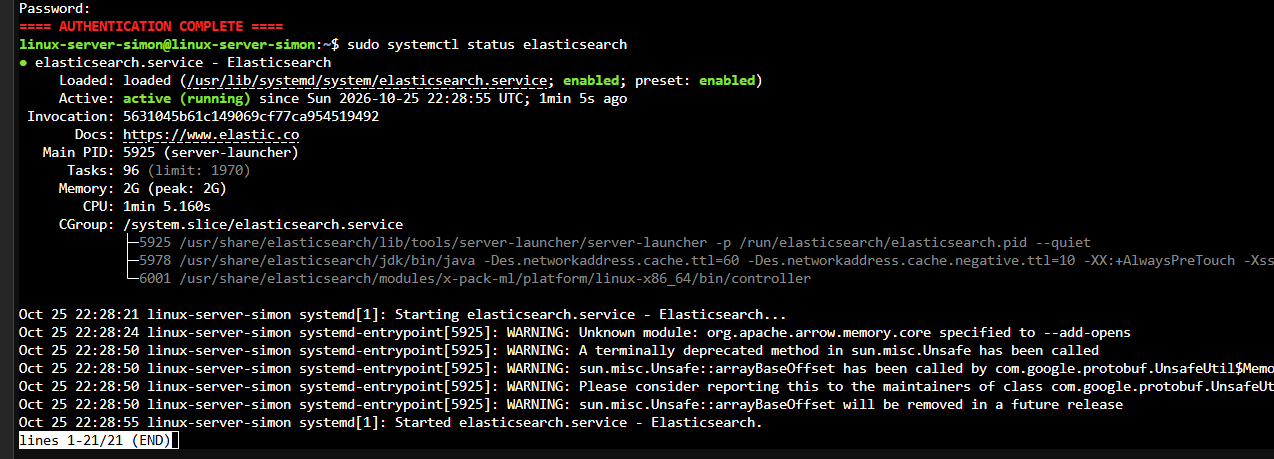 Password:
==== AUTHENTICATION COMPLETE ====
linux-server-simon@linux-server-simon:~$ sudo systemctl status elasticsearch
● elasticsearch.service - Elasticsearch
Loaded: loaded (/usr/lib/systemd/system/elasticsearch.service; enabled; preset: enabled)
Active: active (running) since Sun 2026-10-25 22:28:55 UTC; 1min 5s ago
Invocation: 5631045b61c149069cf77ca954519492
Docs: https://www.elastic.co
Main PID: 5925 (server-launcher)
Tasks: 96 (limit: 1970)
Memory: 2G (peak: 2G)
CPU: 1min 5.160s
CGroup: /system.slice/elasticsearch.service
├─5925 /usr/share/elasticsearch/lib/tools/server-launcher/server-launcher -p /run/elasticsearch/elasticsearch.pid --quiet
├─5978 /usr/share/elasticsearch/jdk/bin/java -Des.networkaddress.cache.ttl=60 -Des.networkaddress.cache.negative.ttl=10 -XX:+AlwaysPreTouch -Xss
└─6001 /usr/share/elasticsearch/modules/x-pack-ml/platform/linux-x86_64/bin/controller
Oct 25 22:28:21 linux-server-simon systemd[1]: Starting elasticsearch.service - Elasticsearch...
Oct 25 22:28:24 linux-server-simon systemd-entrypoint[5925]: WARNING: Unknown module: org.apache.arrow.memory.core specified to --add-opens
Oct 25 22:28:50 linux-server-simon systemd-entrypoint[5925]: WARNING: A terminally deprecated method in sun.misc.Unsafe has been called
Oct 25 22:28:50 linux-server-simon systemd-entrypoint[5925]: WARNING: sun.misc.Unsafe::arrayBaseOffset has been called by com.google.protobuf.UnsafeUtil$Memo
Oct 25 22:28:50 linux-server-simon systemd-entrypoint[5925]: WARNING: Please consider reporting this to the maintainers of class com.google.protobuf.UnsafeUt
Oct 25 22:28:50 linux-server-simon systemd-entrypoint[5925]: WARNING: sun.misc.Unsafe::arrayBaseOffset will be removed in a future release
Oct 25 22:28:55 linux-server-simon systemd[1]: Started elasticsearch.service - Elasticsearch.
lines 1-21/21 (END)